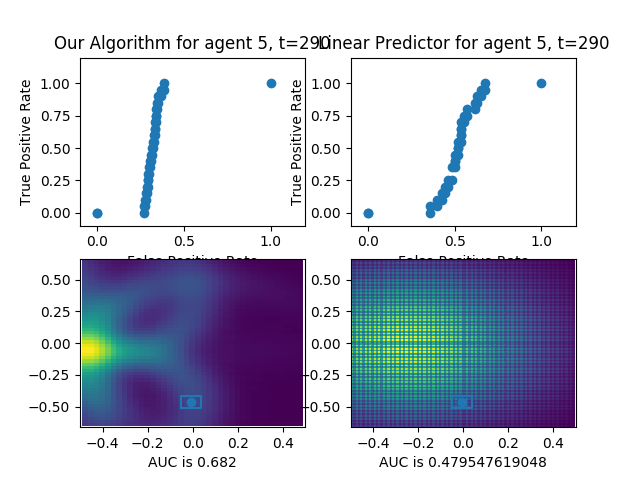 Our Algorithm for agent 5, t=290
Linear Predictor for agent 5, t=290
True Positive Rate
1.00
0.75
0.50
0.25
0.00
0.0 0.5 1.0
False Positive Rate
True Positive Rate
1.00
0.75
0.50
0.25
0.00
0.0 0.5 1.0
False Positive Rate
0.50
0.25
0.00
−0.25
−0.50
−0.4 −0.2 0.0 0.2 0.4
AUC is 0.682
0.50
0.25
0.00
−0.25
−0.50
−0.4 −0.2 0.0 0.2 0.4
AUC is 0.479547619048